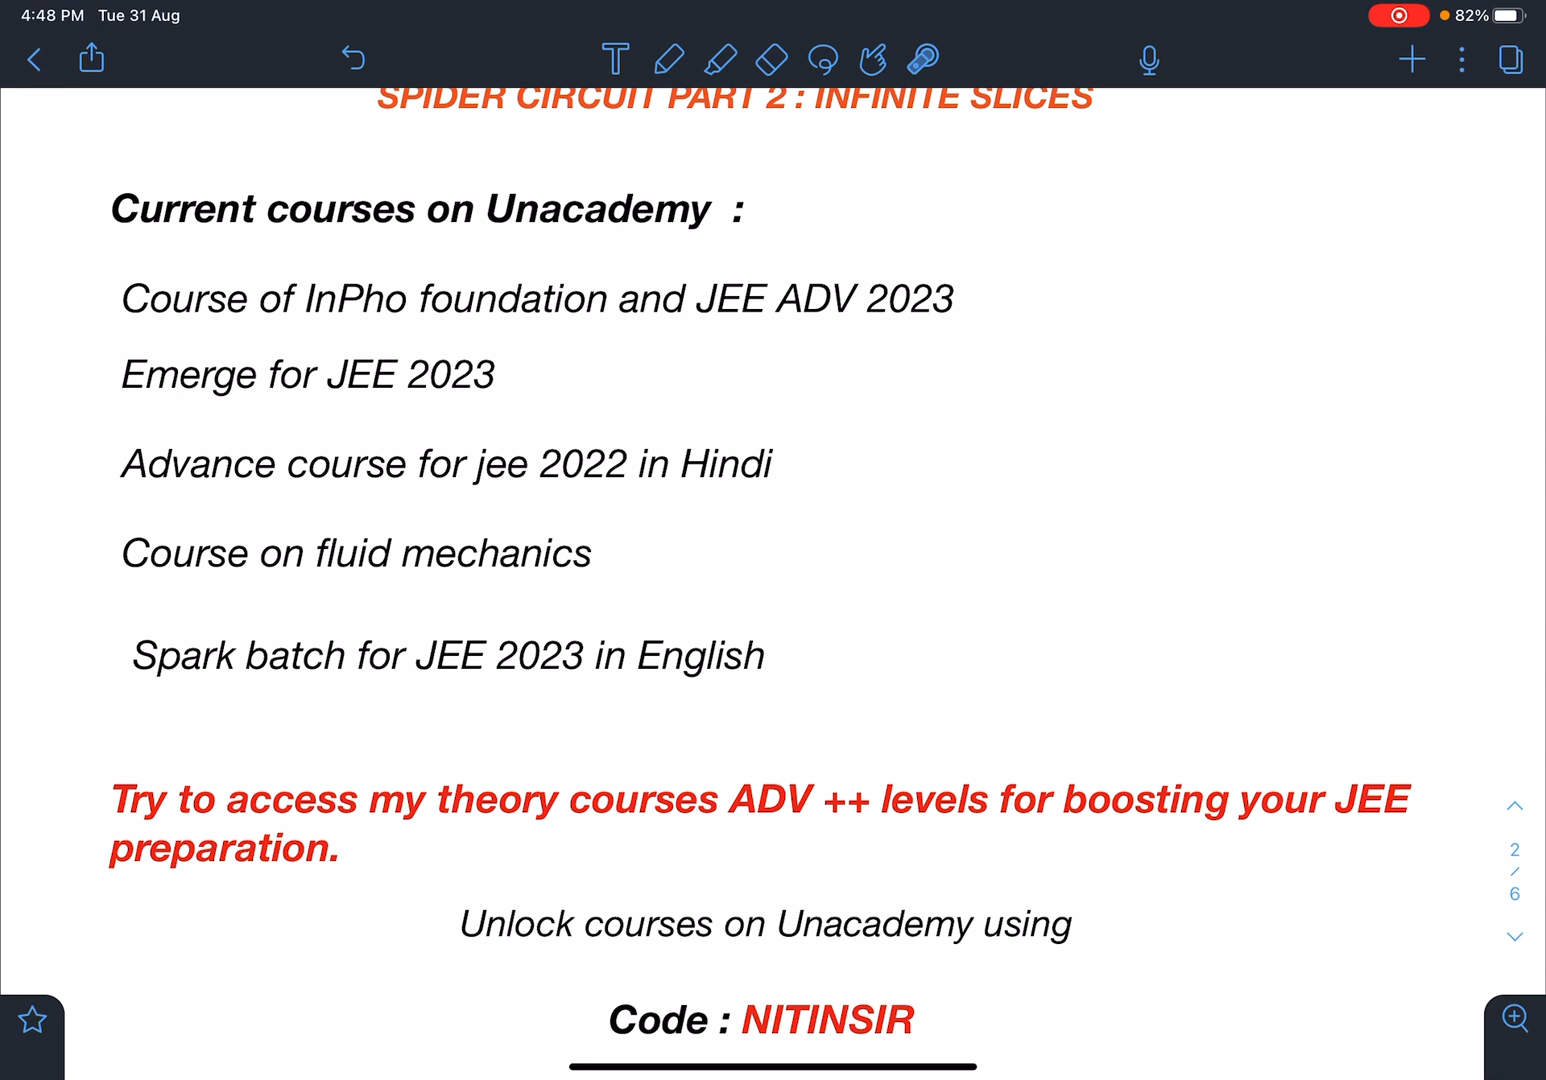 4:48 PM Tue 31 Aug
82%
SPIDER CIRCUIT PART 2 : INFINITE SLICES
Current courses on Unacademy :
Course of InPho foundation and JEE ADV 2023
Emerge for JEE 2023
Advance course for jee 2022 in Hindi
Course on fluid mechanics
Spark batch for JEE 2023 in English
Try to access my theory courses ADV ++ levels for boosting your JEE
preparation.
2
/
6
Unlock courses on Unacademy using
Code : NITINSIR